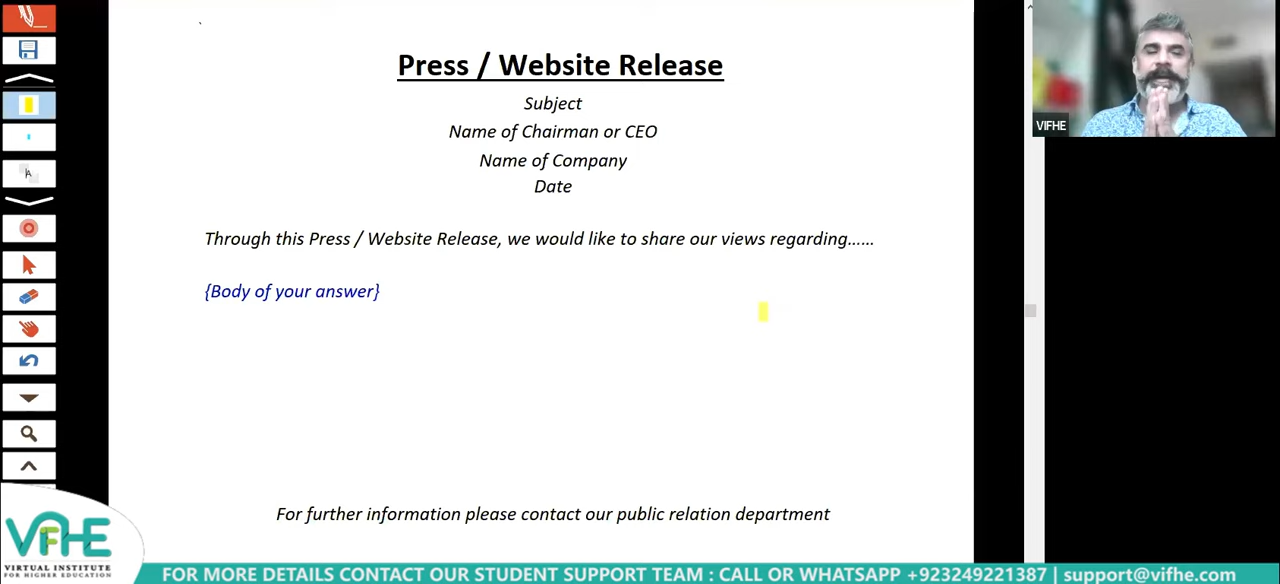 Press / Website Release
Subject
Name of Chairman or CEO
Name of Company
Date
Through this Press / Website Release, we would like to share our views regarding……
{Body of your answer}
For further information please contact our public relation department
VIFHE
A
VIFHE
VIRTUAL INSTITUTE
FOR HIGHER EDUCATION
FOR MORE DETAILS CONTACT OUR STUDENT SUPPORT TEAM : CALL OR WHATSAPP +923249221387 | support@vifhe.com